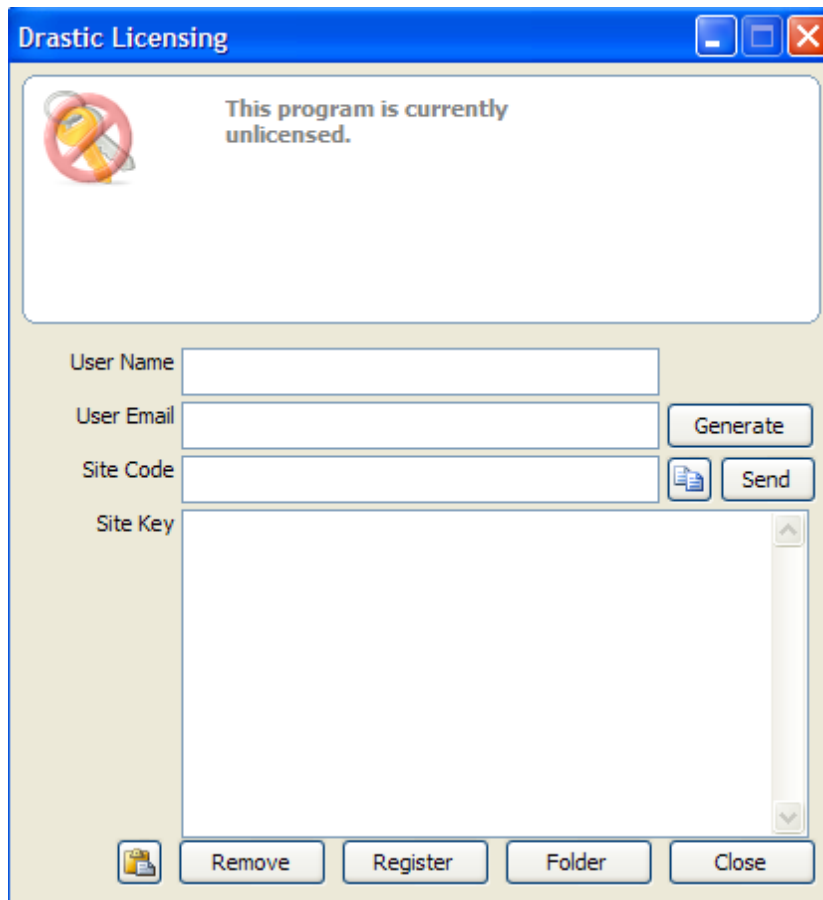 Drastic Licensing
This program is currently
unlicensed.
User Name
User Email
Generate
Site Code
Send
Site Key
Remove
Register
Folder
Close